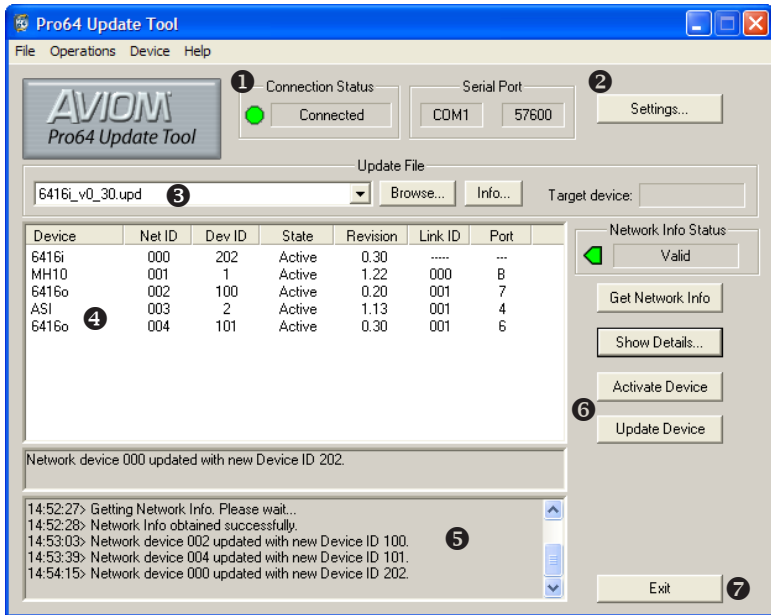 Pro64 Update Tool
File Operations Device Help
AVIOM
Pro64 Update Tool
❶ Connection Status
Connected
Serial Port
COM1 57600
❷
Settings...
Update File
6416i_v0_30.upd ❸ Browse... Info... Target device:
Device Net ID Dev ID State Revision Link ID Port
6416i 000 202 Active 0.30 ----- ---
MH10 001 1 Active 1.22 000 B
6416o 002 100 Active 0.20 001 7
ASI 003 2 Active 1.13 001 4
6416o 004 101 Active 0.30 001 6
❹
Network Info Status
Valid
Get Network Info
Show Details...
Activate Device
❻
Update Device
Network device 000 updated with new Device ID 202.
14:52:27> Getting Network Info. Please wait...
14:52:28> Network Info obtained successfully.
14:53:03> Network device 002 updated with new Device ID 100.
14:53:39> Network device 004 updated with new Device ID 101.
14:54:15> Network device 000 updated with new Device ID 202.
❺
Exit ❼